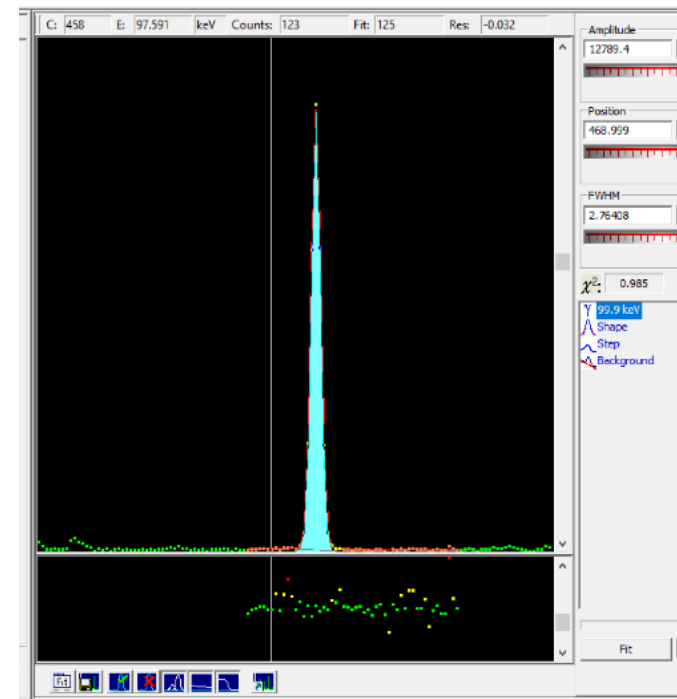 C: 458 E: 97.591 keV Counts: 123 Fit: 125 Res: -0.032
Amplitude
12789.4
Position
468.999
FWHM
2.76408
χ²: 0.985
γ 99.9 keV
Shape
Step
Background
Fit
Fit